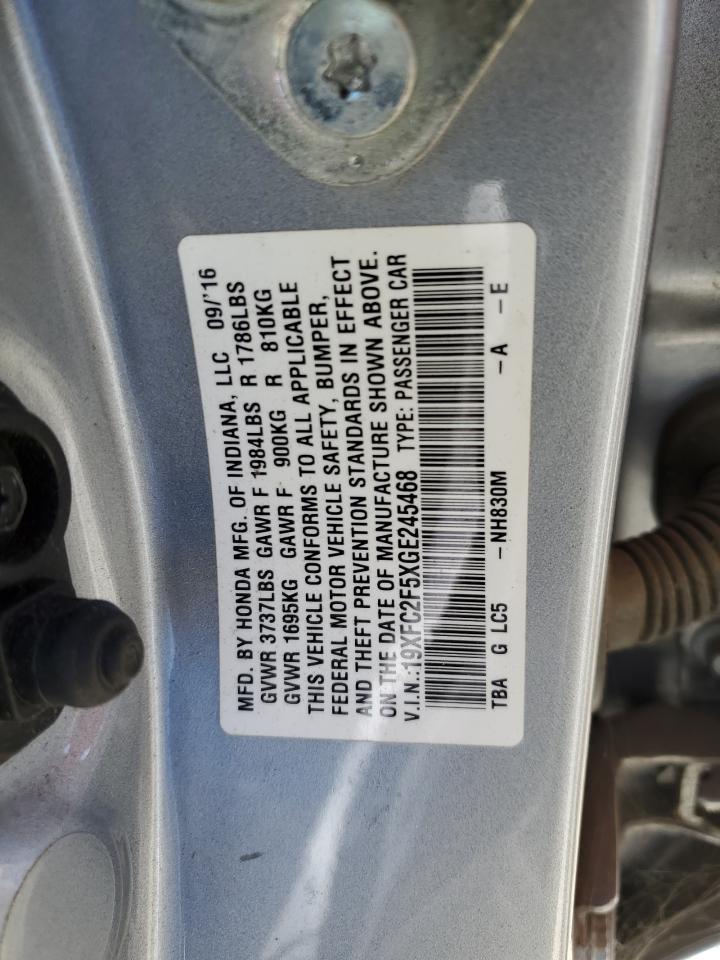 MFD. BY HONDA MFG. OF INDIANA, LLC 09/'16
GVWR 3737LBS GAWR F 1984LBS R 1786LBS
GVWR 1695KG GAWR F 900KG R 810KG
THIS VEHICLE CONFORMS TO ALL APPLICABLE
FEDERAL MOTOR VEHICLE SAFETY, BUMPER,
AND THEFT PREVENTION STANDARDS IN EFFECT
ON THE DATE OF MANUFACTURE SHOWN ABOVE.
V.I.N.:19XFC2F5XGE245468 TYPE: PASSENGER CAR
TBA G LC5 -NH830M -A -E